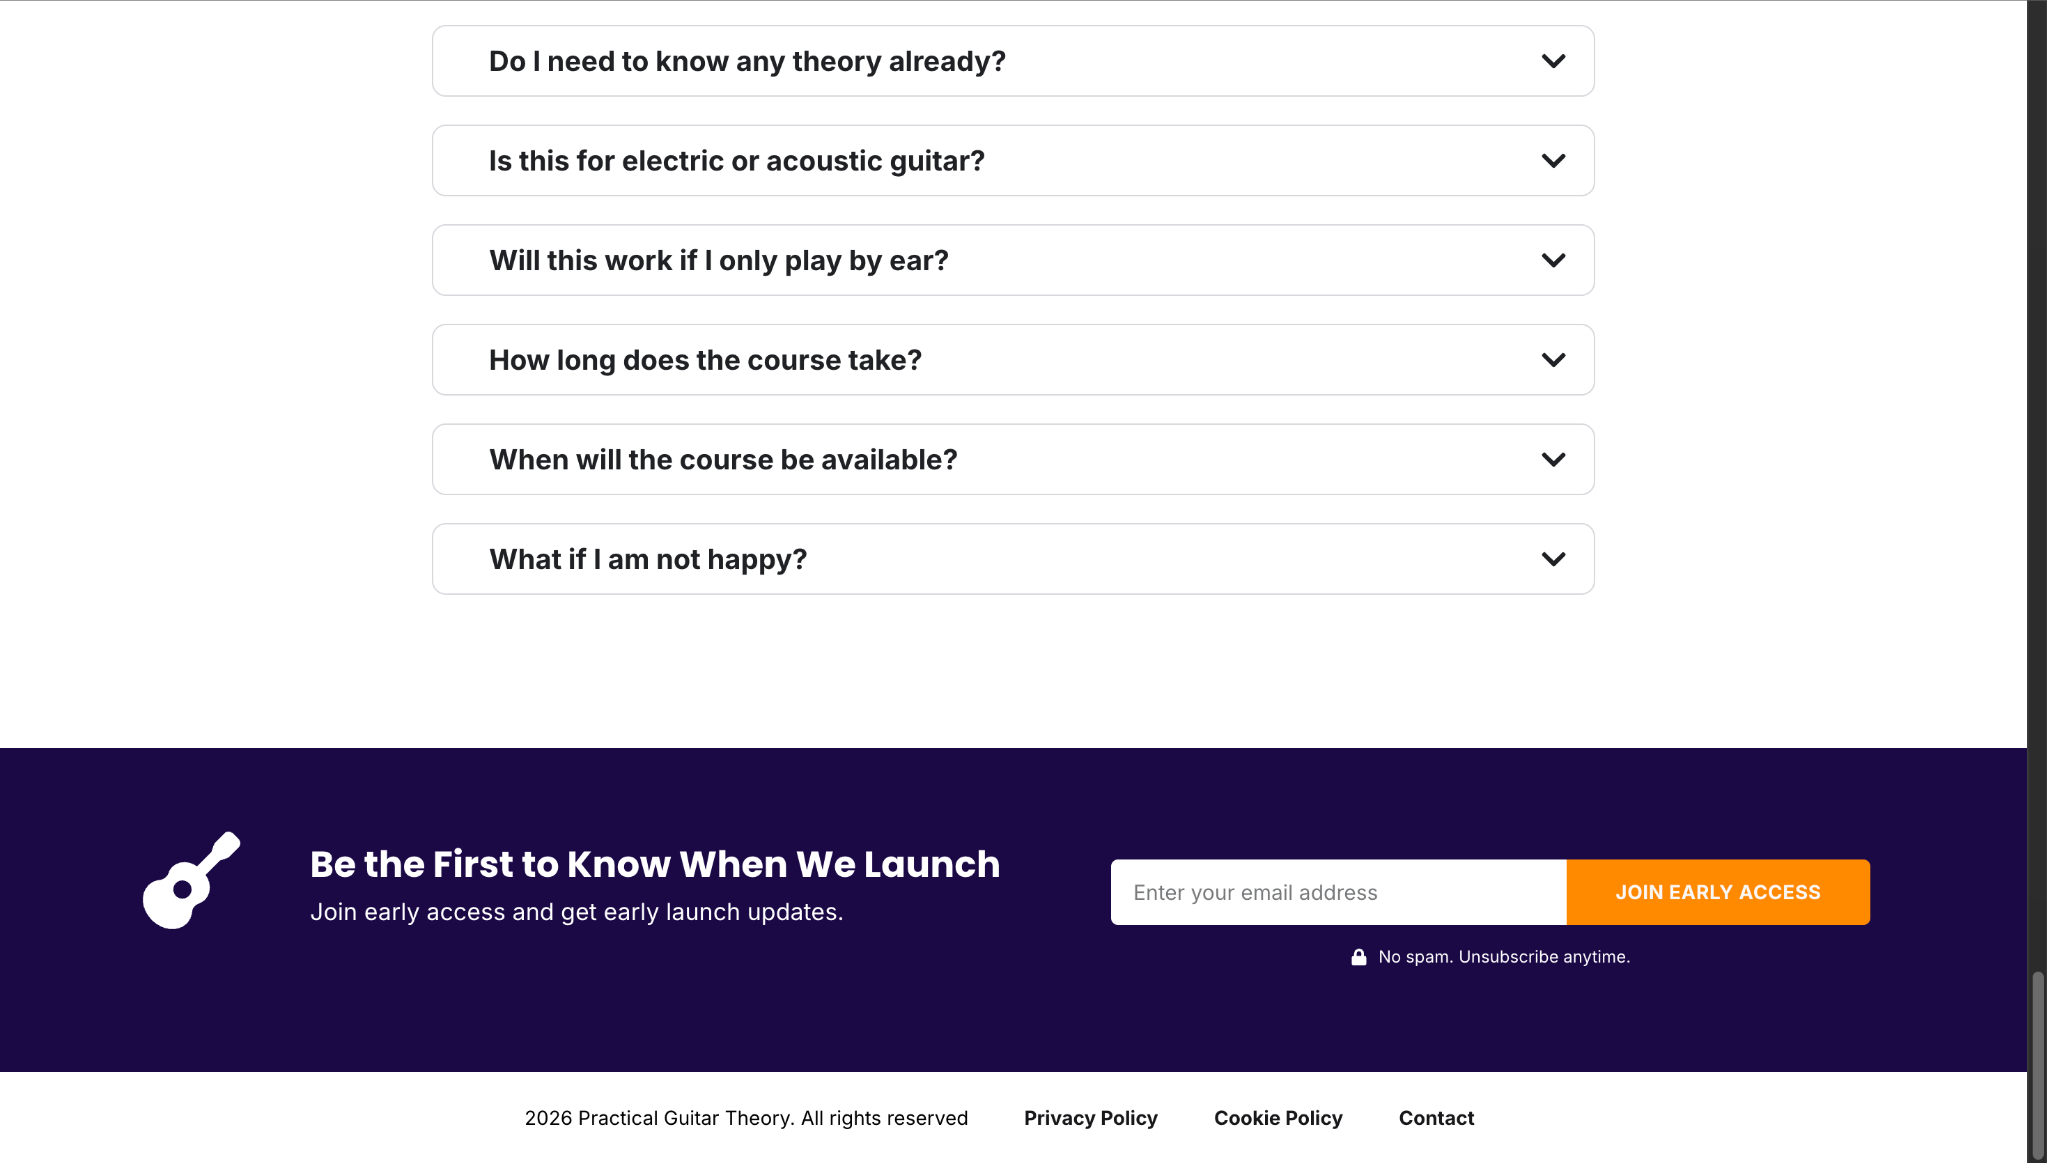 Do I need to know any theory already?
Is this for electric or acoustic guitar?
Will this work if I only play by ear?
How long does the course take?
When will the course be available?
What if I am not happy?
Be the First to Know When We Launch
Join early access and get early launch updates.
Enter your email address
JOIN EARLY ACCESS
No spam. Unsubscribe anytime.
2026 Practical Guitar Theory. All rights reserved
Privacy Policy
Cookie Policy
Contact